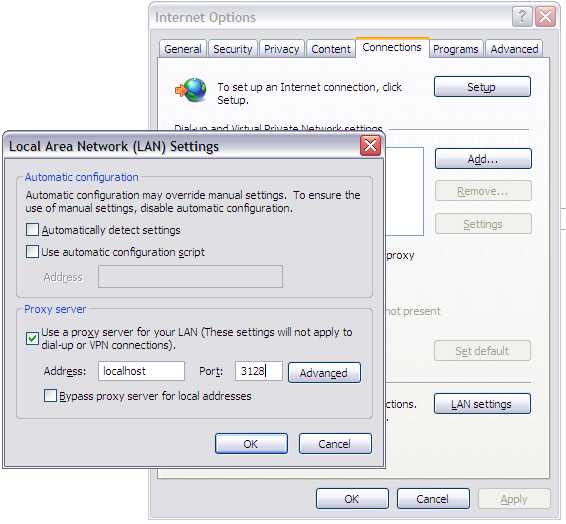 Internet Options
General
Security
Privacy
Content
Connections
Programs
Advanced
To set up an Internet connection, click
Setup.
Setup
Dial-up and Virtual Private Network settings
Add...
Remove...
Settings
proxy
not present
Set default
ctions.
LAN settings
OK
Cancel
Apply
Local Area Network (LAN) Settings
Automatic configuration
Automatic configuration may override manual settings. To ensure the
use of manual settings, disable automatic configuration.
Automatically detect settings
Use automatic configuration script
Address
Proxy server
Use a proxy server for your LAN (These settings will not apply to
dial-up or VPN connections).
Address: localhost Port: 3128 Advanced
Bypass proxy server for local addresses
OK
Cancel